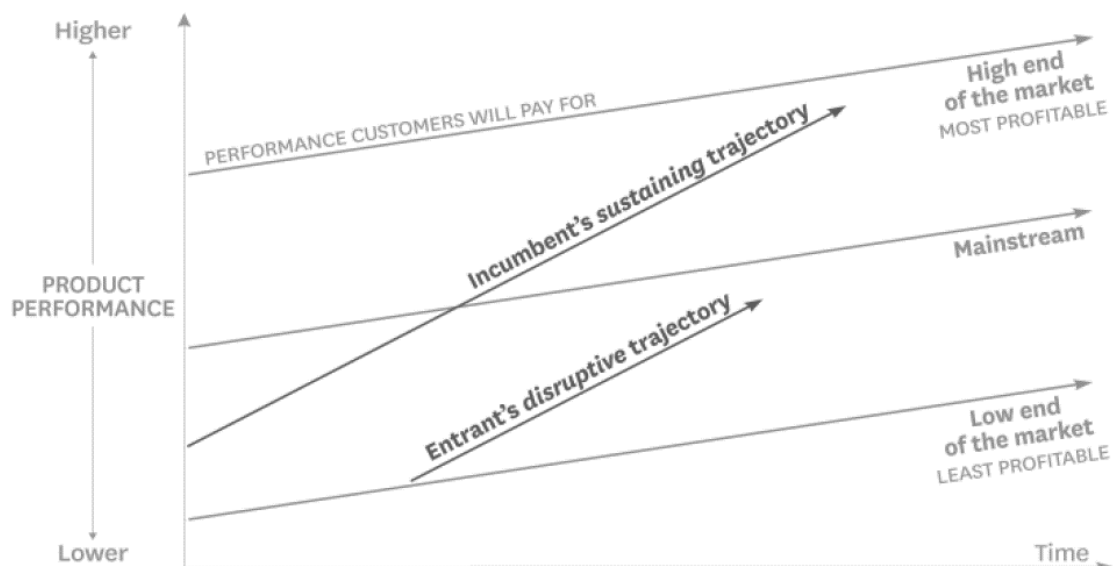 Higher
PERFORMANCE CUSTOMERS WILL PAY FOR
High end
of the market
MOST PROFITABLE
Incumbent's sustaining trajectory
Mainstream
PRODUCT
PERFORMANCE
Entrant's disruptive trajectory
Low end
of the market
LEAST PROFITABLE
Lower
Time